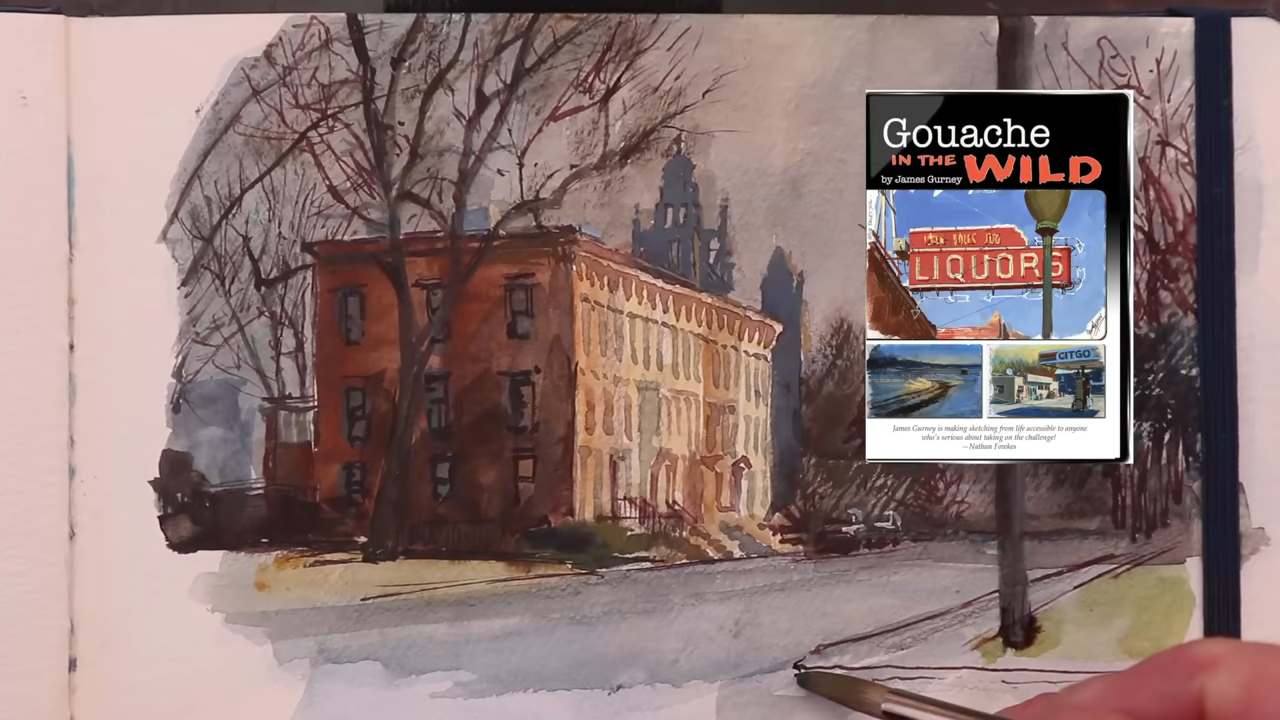 Gouache
IN THE WILD
by James Gurney
LIQUORS
CITGO
James Gurney is making sketching from life accessible to anyone
who's serious about taking on the challenge!
—Nathan Fowkes